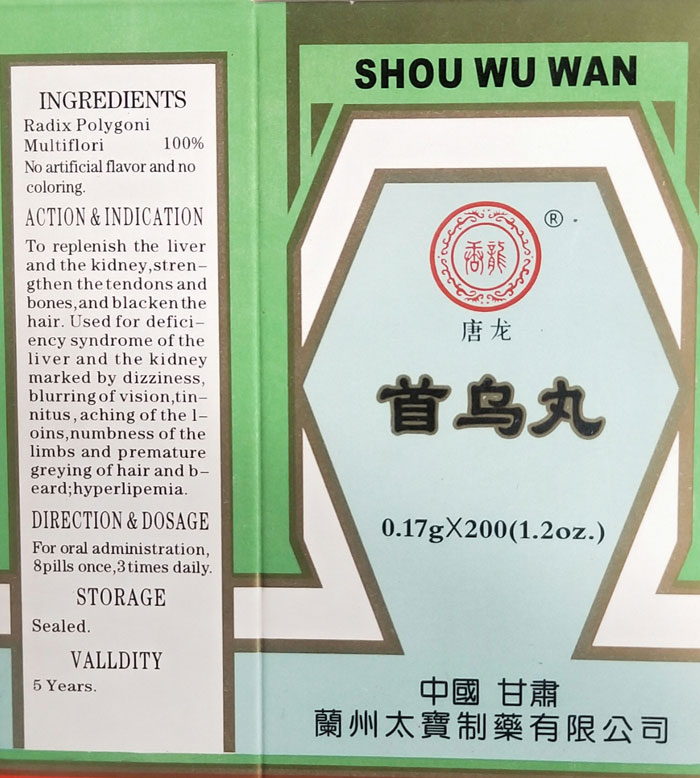 INGREDIENTS
Radix Polygoni
Multiflori 100%
No artificial flavor and no
coloring.
ACTION & INDICATION
To replenish the liver
and the kidney,stren-
gthen the tendons and
bones,and blacken the
hair. Used for defici-
ency syndrome of the
liver and the kidney
marked by dizziness,
blurring of vision,tin-
nitus,aching of the l-
oins,numbness of the
limbs and premature
greying of hair and b-
eard;hyperlipemia.
DIRECTION & DOSAGE
For oral administration,
8pills once,3times daily.
STORAGE
Sealed.
VALLDITY
5 Years.
SHOU WU WAN
®
唐龙
首乌丸
0.17gX200(1.2oz.)
中國 甘肅
蘭州太寶制藥有限公司